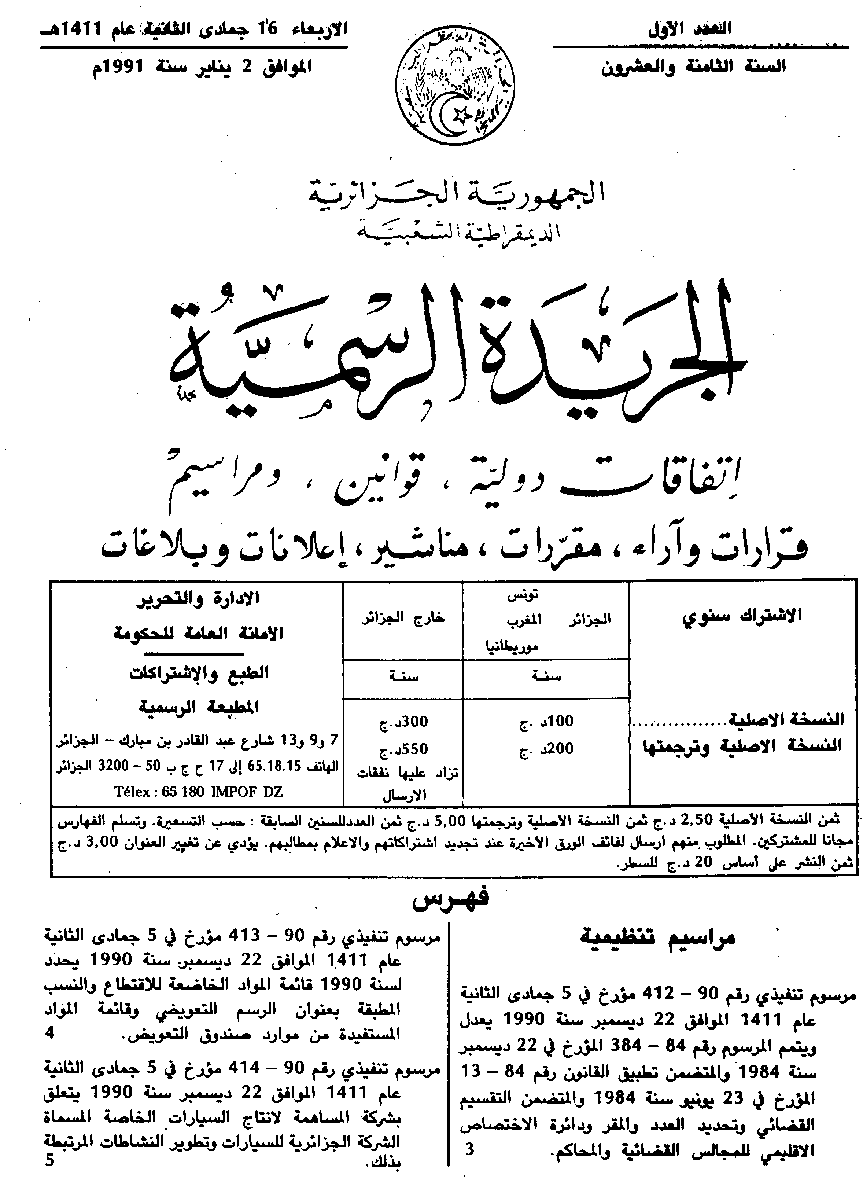 العدد الأول
السنة الثامنة والعشرون
الاربعاء 16 جمادى الثانية عام 1411هـ
الموافق 2 يناير سنة 1991م
الجمهورية الجزائرية
الديمقراطية الشعبية
الجريدة الرسمية
إتفاقات دولية ، قوانين ، ومراسيم
قرارات وآراء ، مقررات ، مناشير ، إعلانات وبلاغات
الاشتراك سنوي
تونس
الجزائر المغرب
موريطانيا
خارج الجزائر
سنة
سنة
النسخة الاصلية ...............
100د. ج
300د.ج
النسخة الاصلية وترجمتها
200د. ج
550د.ج
تزاد عليها نفقات
الارسال
الادارة والتحرير
الأمانة العامة للحكومة
الطبع والإشتراكات
المطبعة الرسمية
7 و9 و13 شارع عبد القادر بن مبارك – الجزائر
الهاتف 65.18.15 إلى 17 ح ج ب 50 – 3200 الجزائر
Télex : 65 180 IMPOF DZ
ثمن النسخة الاصلية 2,50 د.ج ثمن النسخة الاصلية وترجمتها 5,00 د.ج ثمن العدد للسنين السابقة : حسب التسعيرة. وتسلم الفهارس
مجانا للمشتركين. المطلوب منهم ارسال لفائف الورق الأخيرة عند تجديد اشتراكاتهم والاعلام بمطالبهم. يؤدي عن تغيير العنوان 3,00 د.ج
ثمن النشر على أساس 20 د.ج للسطر.
فهرس
مراسيم تنظيمية
مرسوم تنفيذي رقم 90 – 412 مؤرخ في 5 جمادى الثانية
عام 1411 الموافق 22 ديسمبر سنة 1990 يعدل
ويتمم المرسوم رقم 84 – 384 المؤرخ في 22 ديسمبر
سنة 1984 والمتضمن تطبيق القانون رقم 84 – 13
المؤرخ في 23 يونيو سنة 1984 والمتضمن التقسيم
القضائي وتحديد العدد والمقر ودائرة الاختصاص
الاقليمي للمجالس القضائية والمحاكم. 3
مرسوم تنفيذي رقم 90 – 413 مؤرخ في 5 جمادى الثانية
عام 1411 الموافق 22 ديسمبر سنة 1990 يحدد
لسنة 1990 قائمة المواد الخاضعة للاقتطاع والنسب
المطبقة بعنوان الرسم التعويضي وقائمة المواد
المستفيدة من موارد صندوق التعويض. 4
مرسوم تنفيذي رقم 90 – 414 مؤرخ في 5 جمادى الثانية
عام 1411 الموافق 22 ديسمبر سنة 1990 يتعلق
بشركة المساهمة لانتاج السيارات الخاصة المسماة
الشركة الجزائرية للسيارات وتطوير النشاطات المرتبطة
بذلك. 5